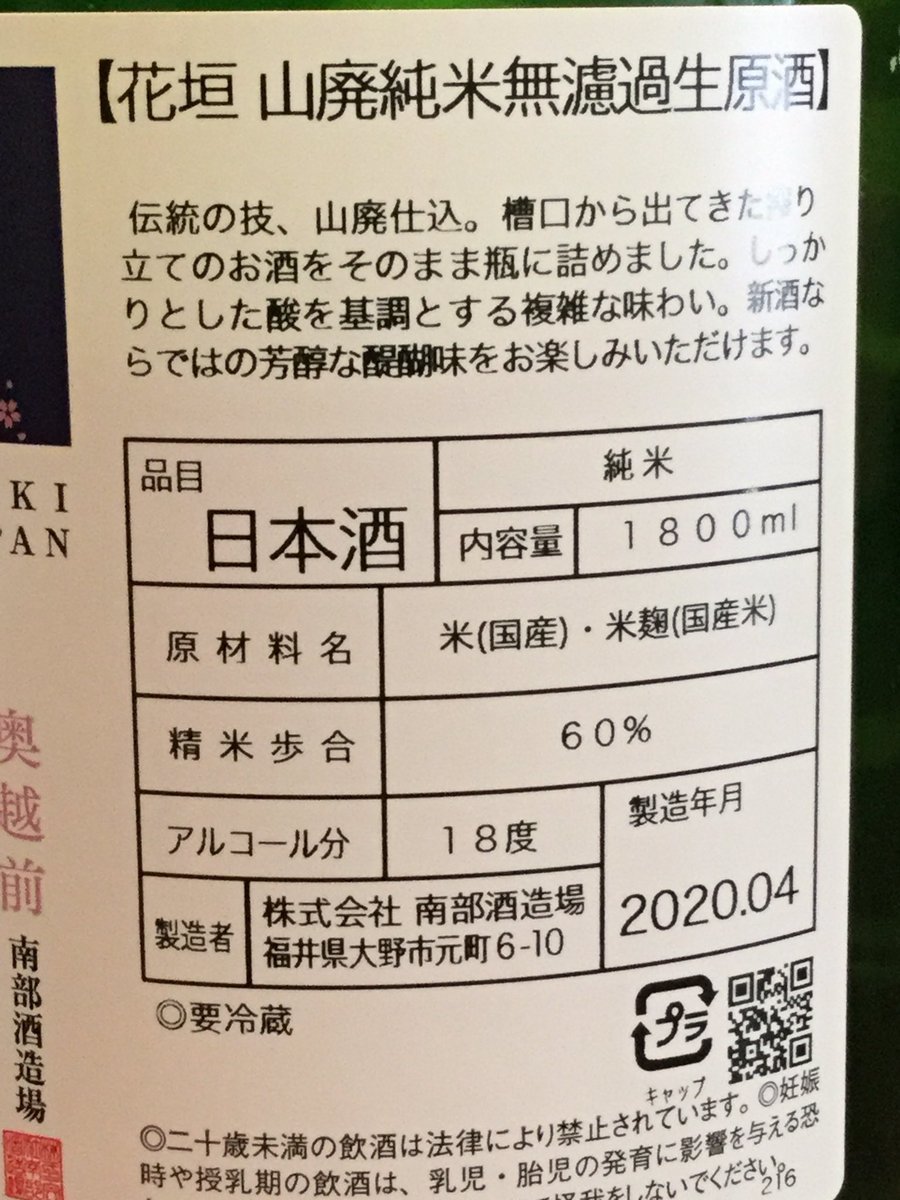 【花垣 山廃純米無濾過生原酒】
伝統の技、山廃仕込。槽口から出てきた搾り
立てのお酒をそのまま瓶に詰めました。しっか
りとした酸を基調とする複雑な味わい。新酒な
らではの芳醇な醍醐味をお楽しみいただけます。
品目
日本酒
純米
内容量
1800ml
原材料名
米(国産)・米麹(国産米)
精米歩合
60%
アルコール分
18度
製造年月
2020.04
製造者
株式会社 南部酒造場
福井県大野市元町6-10
◎要冷蔵
プラ
キャップ
◎二十歳未満の飲酒は法律により禁止されています。◎妊娠
時や授乳期の飲酒は、乳児・胎児の発育に影響を与える恐
我をしないでください。
216
KI
PAN
奥越前
南部酒造場